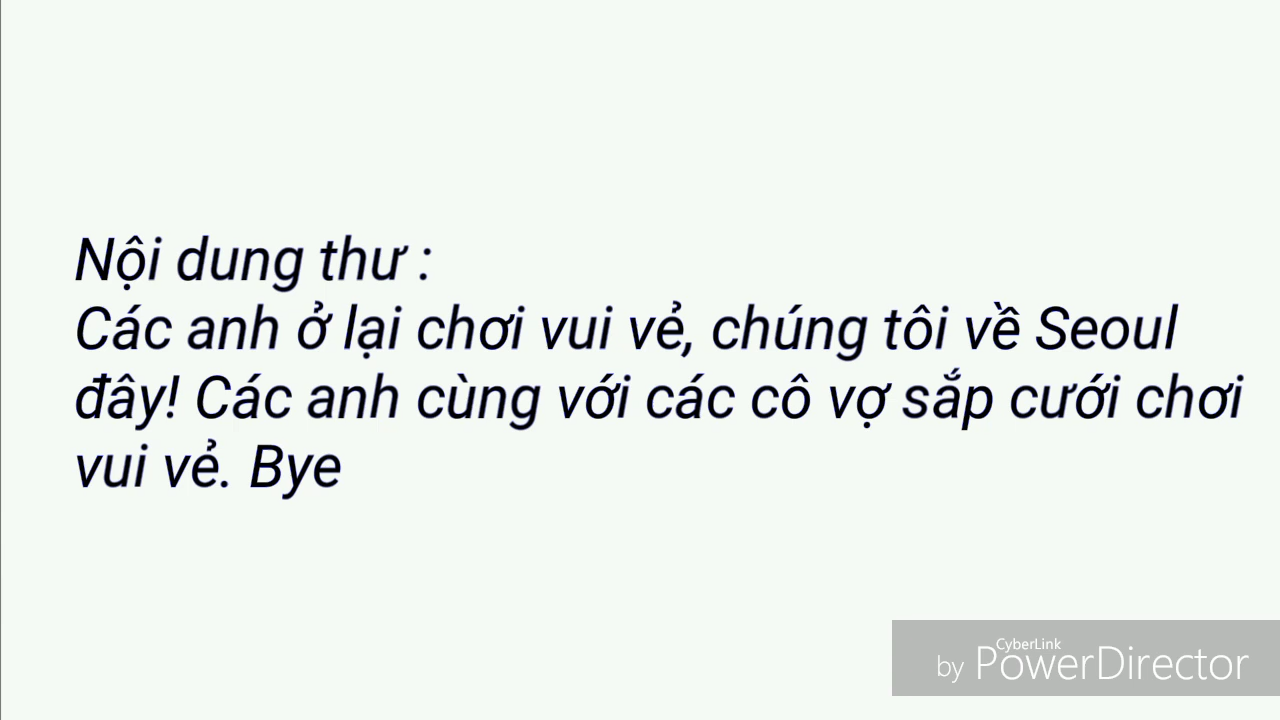 Nội dung thư :
Các anh ở lại chơi vui vẻ, chúng tôi về Seoul
đây! Các anh cùng với các cô vợ sắp cưới chơi
vui vẻ. Bye
CyberLink
by PowerDirector